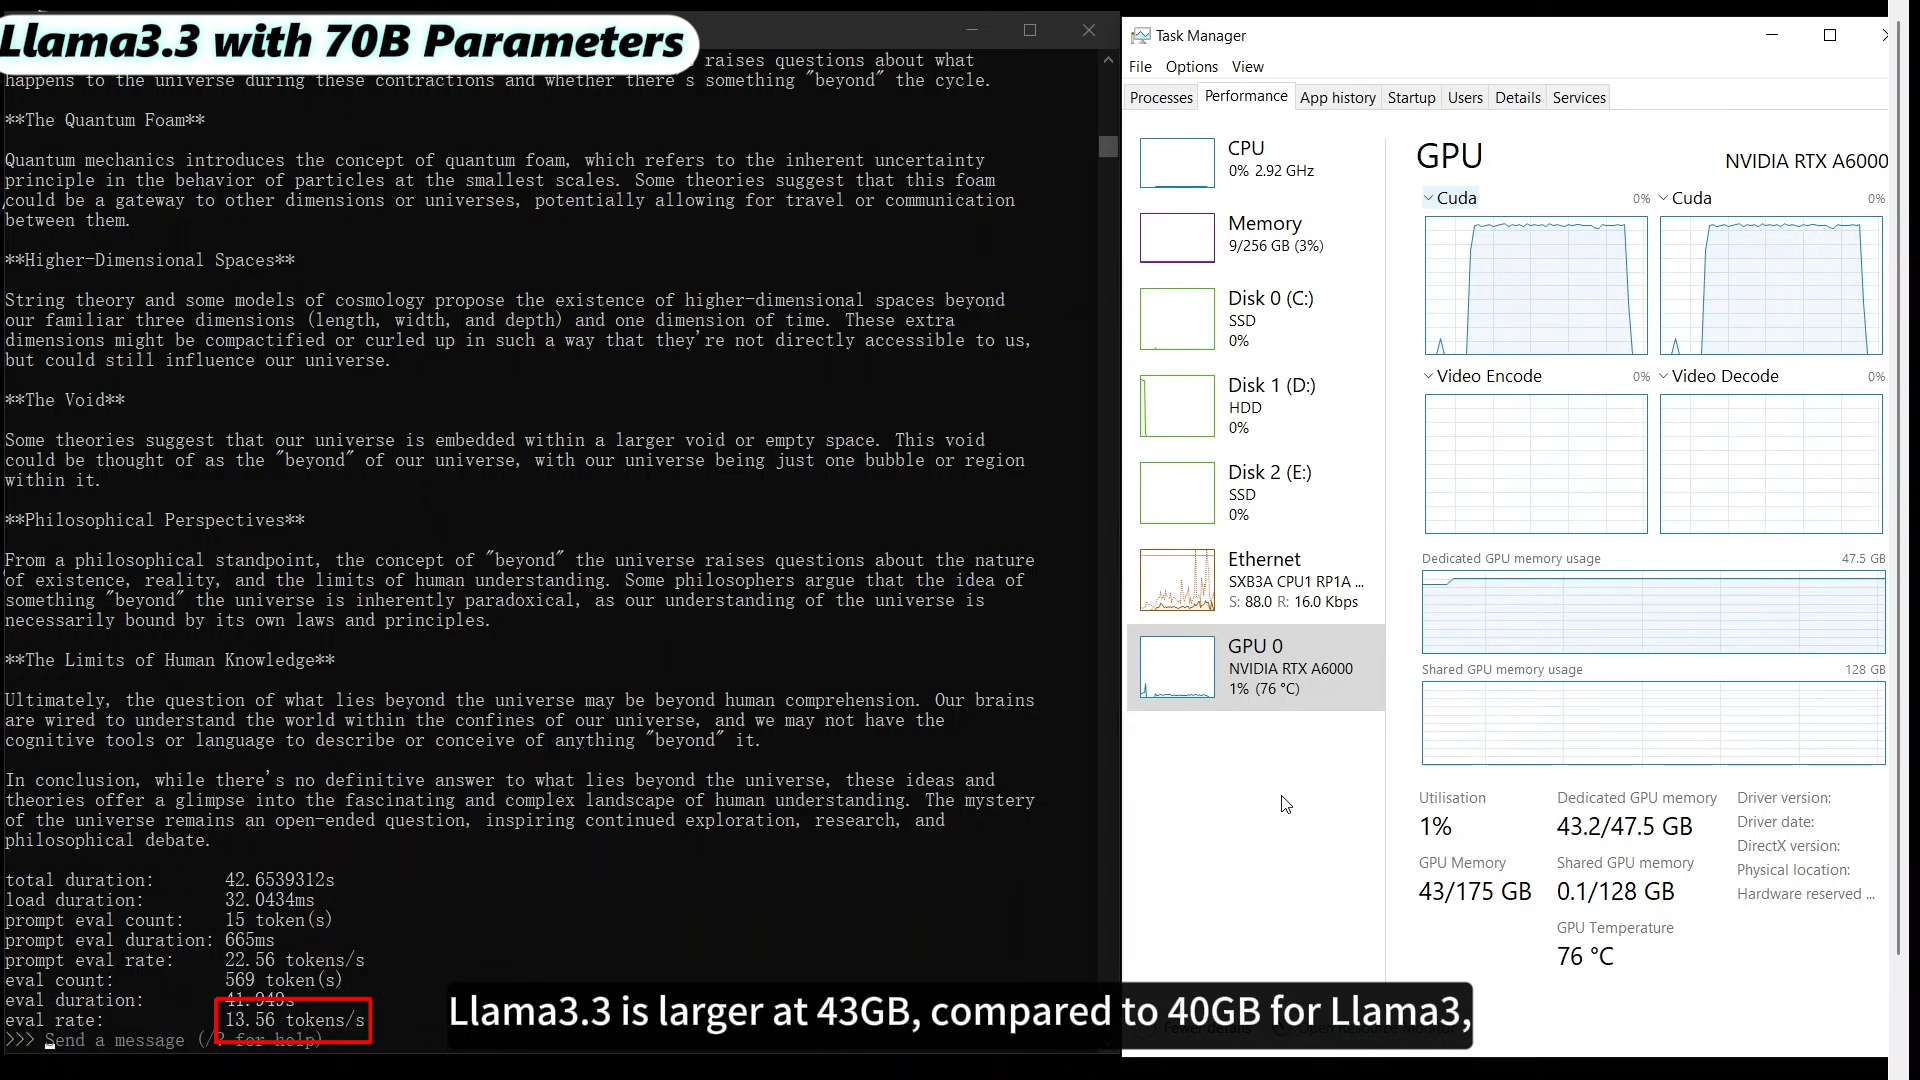 Llama3.3 with 70B Parameters
raises questions about what
happens to the universe during these contractions and whether there's something "beyond" the cycle.
**The Quantum Foam**
Quantum mechanics introduces the concept of quantum foam, which refers to the inherent uncertainty
principle in the behavior of particles at the smallest scales. Some theories suggest that this foam
could be a gateway to other dimensions or universes, potentially allowing for travel or communication
between them.
**Higher-Dimensional Spaces**
String theory and some models of cosmology propose the existence of higher-dimensional spaces beyond
our familiar three dimensions (length, width, and depth) and one dimension of time. These extra
dimensions might be compactified or curled up in such a way that they're not directly accessible to us,
but could still influence our universe.
**The Void**
Some theories suggest that our universe is embedded within a larger void or empty space. This void
could be thought of as the "beyond" of our universe, with our universe being just one bubble or region
within it.
**Philosophical Perspectives**
From a philosophical standpoint, the concept of "beyond" the universe raises questions about the nature
of existence, reality, and the limits of human understanding. Some philosophers argue that the idea of
something "beyond" the universe is inherently paradoxical, as our understanding of the universe is
necessarily bound by its own laws and principles.
**The Limits of Human Knowledge**
Ultimately, the question of what lies beyond the universe may be beyond human comprehension. Our brains
are wired to understand the world within the confines of our universe, and we may not have the
cognitive tools or language to describe or conceive of anything "beyond" it.
In conclusion, while there's no definitive answer to what lies beyond the universe, these ideas and
theories offer a glimpse into the fascinating and complex landscape of human understanding. The mystery
of the universe remains an open-ended question, inspiring continued exploration, research, and
philosophical debate.
total duration: 42.6539312s
load duration: 32.0434ms
prompt eval count: 15 token(s)
prompt eval duration: 665ms
prompt eval rate: 22.56 tokens/s
eval count: 569 token(s)
eval duration: 41.949s
eval rate: 13.56 tokens/s
>>> Send a message (/? for help)
Task Manager
File Options View
Processes Performance App history Startup Users Details Services
CPU
0% 2.92 GHz
Memory
9/256 GB (3%)
Disk 0 (C:)
SSD
0%
Disk 1 (D:)
HDD
0%
Disk 2 (E:)
SSD
0%
Ethernet
SXB3A CPU1 RP1A ...
S: 88.0 R: 16.0 Kbps
GPU 0
NVIDIA RTX A6000
1% (76 °C)
GPU NVIDIA RTX A6000
Cuda 0% Cuda 0%
Video Encode 0% Video Decode 0%
Dedicated GPU memory usage 47.5 GB
Shared GPU memory usage 128 GB
Utilisation
1%
GPU Memory
43/175 GB
Dedicated GPU memory
43.2/47.5 GB
Shared GPU memory
0.1/128 GB
GPU Temperature
76 °C
Driver version:
Driver date:
DirectX version:
Physical location:
Hardware reserved ...
Fewer details
Llama3.3 is larger at 43GB, compared to 40GB for Llama3,